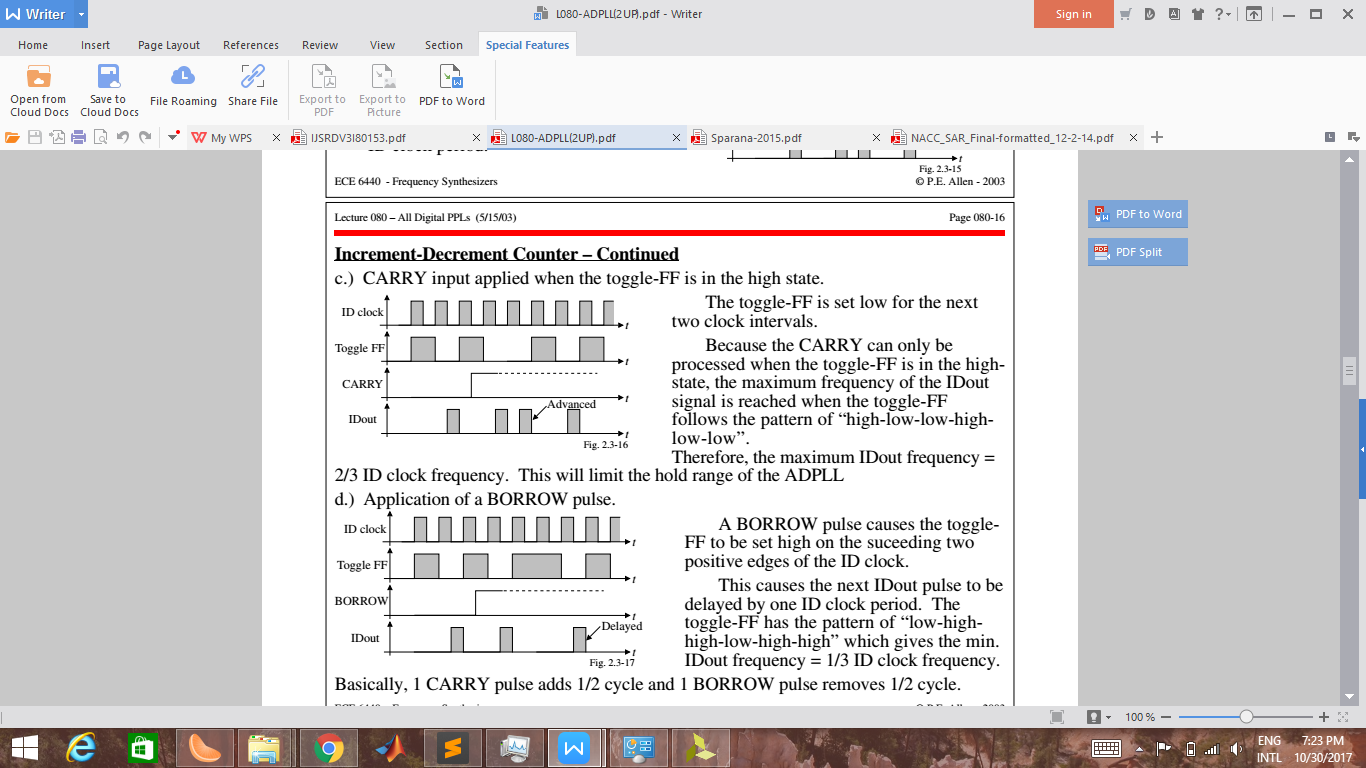 Writer
L080-ADPLL(2UP).pdf - Writer
Sign in
Home Insert Page Layout References Review View Section Special Features
Open from Cloud Docs
Save to Cloud Docs
File Roaming
Share File
Export to PDF
Export to Picture
PDF to Word
My WPS
IJSRDV3I80153.pdf
L080-ADPLL(2UP).pdf
Sparana-2015.pdf
NACC_SAR_Final-formatted_12-2-14.pdf
t
Fig. 2.3-15
ECE 6440 - Frequency Synthesizers © P.E. Allen - 2003
PDF to Word
PDF Split
Lecture 080 – All Digital PPLs (5/15/03) Page 080-16
Increment-Decrement Counter – Continued
c.) CARRY input applied when the toggle-FF is in the high state.
ID clock
t
Toggle FF
t
CARRY
t
IDout
Advanced
t
Fig. 2.3-16
The toggle-FF is set low for the next
two clock intervals.
Because the CARRY can only be
processed when the toggle-FF is in the high-
state, the maximum frequency of the IDout
signal is reached when the toggle-FF
follows the pattern of “high-low-low-high-
low-low”.
Therefore, the maximum IDout frequency =
2/3 ID clock frequency. This will limit the hold range of the ADPLL
d.) Application of a BORROW pulse.
ID clock
t
Toggle FF
t
BORROW
t
IDout
Delayed
t
Fig. 2.3-17
A BORROW pulse causes the toggle-
FF to be set high on the suceeding two
positive edges of the ID clock.
This causes the next IDout pulse to be
delayed by one ID clock period. The
toggle-FF has the pattern of “low-high-
high-low-high-high” which gives the min.
IDout frequency = 1/3 ID clock frequency.
Basically, 1 CARRY pulse adds 1/2 cycle and 1 BORROW pulse removes 1/2 cycle.
100 %
ENG 7:23 PM
INTL 10/30/2017